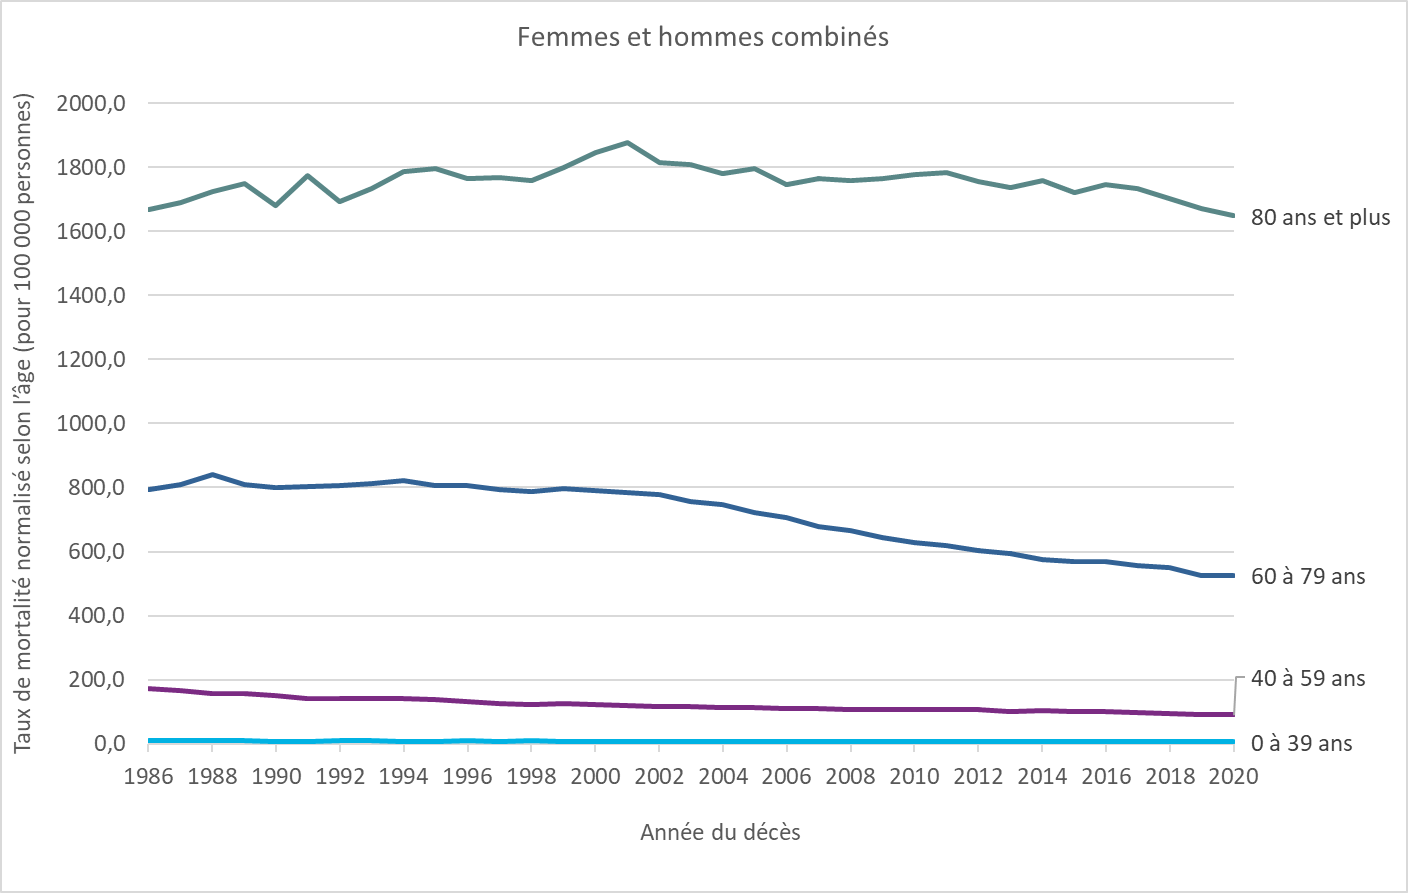 Femmes et hommes combinés
Taux de mortalité normalisé selon l’âge (pour 100 000 personnes)
2000,0
1800,0
1600,0
1400,0
1200,0
1000,0
800,0
600,0
400,0
200,0
0,0
80 ans et plus
60 à 79 ans
40 à 59 ans
0 à 39 ans
1986 1988 1990 1992 1994 1996 1998 2000 2002 2004 2006 2008 2010 2012 2014 2016 2018 2020
Année du décès